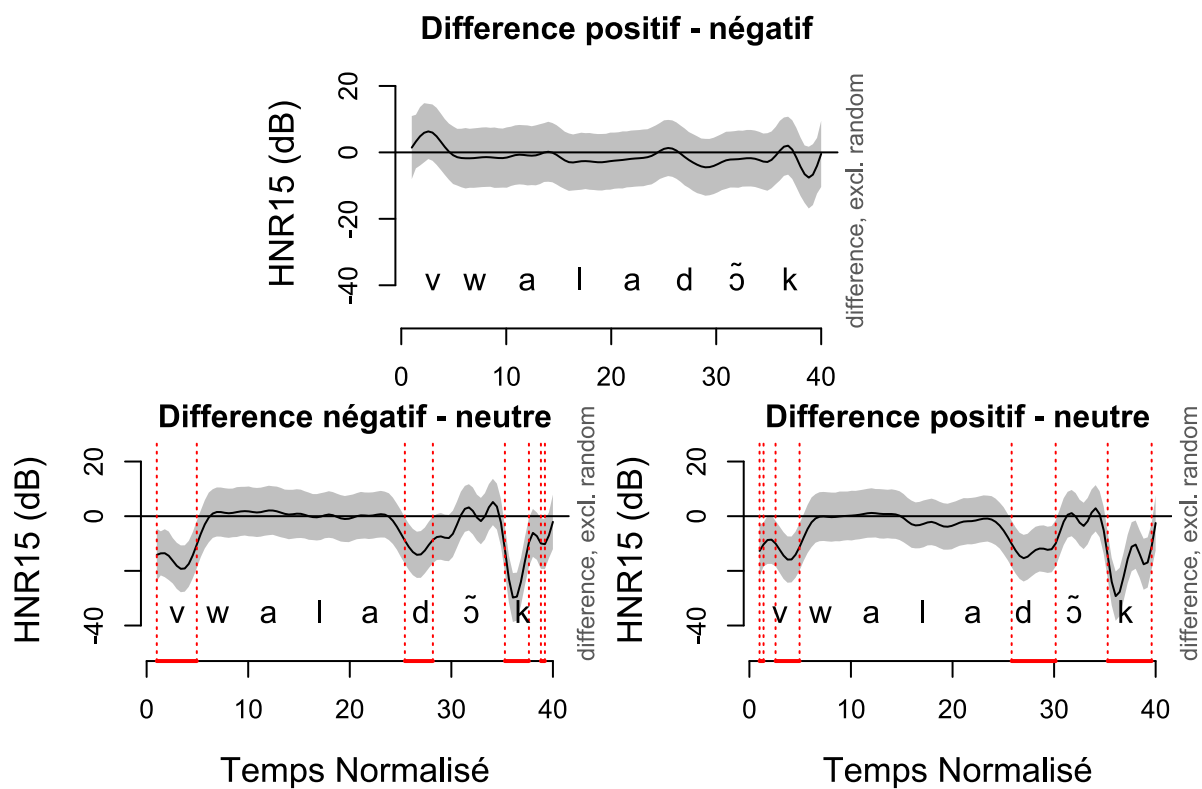 Difference positif - négatif
HNR15 (dB)
20
0
-20
-40
v w a l a d ɔ̃ k
difference, excl. random
0 10 20 30 40
Difference négatif - neutre
HNR15 (dB)
20
0
-40
v w a l a d ɔ̃ k
difference, excl. random
0 10 20 30 40
Temps Normalisé
Difference positif - neutre
HNR15 (dB)
20
0
-40
v w a l a d ɔ̃ k
difference, excl. random
0 10 20 30 40
Temps Normalisé